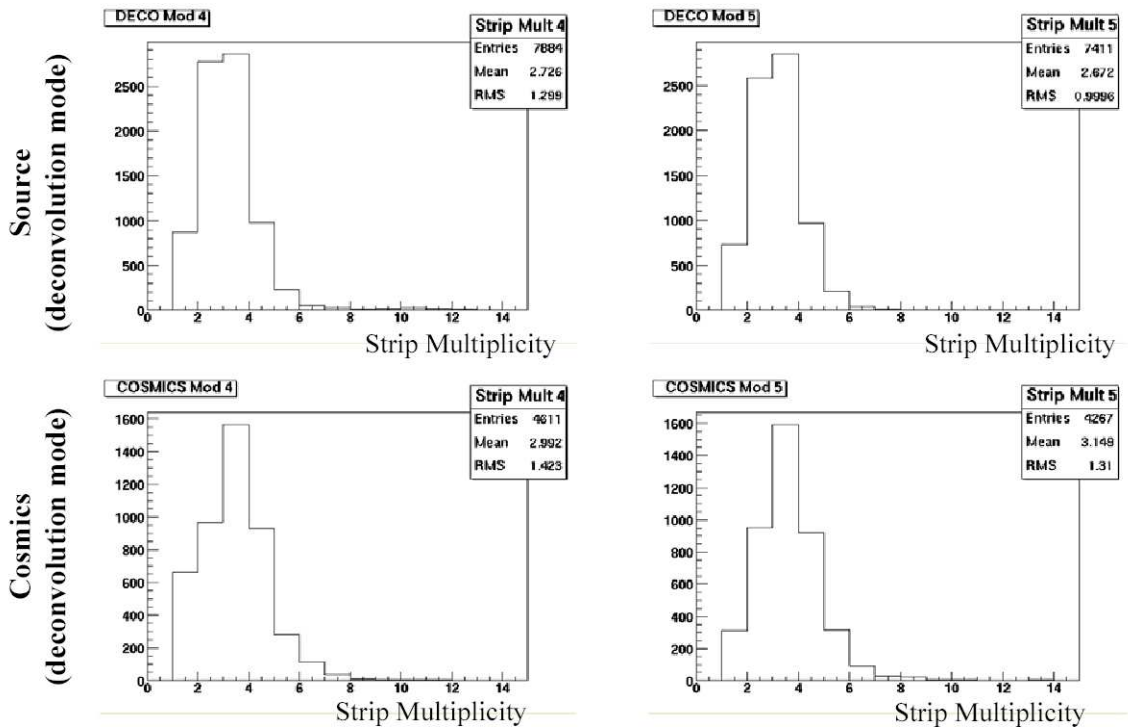 Source
(deconvolution mode)
DECO Mod 4
Strip Mult 4
Entries 7884
Mean 2.726
RMS 1.299
2500
2000
1500
1000
500
0
0 2 4 6 8 10 12 14
Strip Multiplicity
DECO Mod 5
Strip Mult 5
Entries 7411
Mean 2.672
RMS 0.9996
2500
2000
1500
1000
500
0
0 2 4 6 8 10 12 14
Strip Multiplicity
Cosmics
(deconvolution mode)
COSMICS Mod 4
Strip Mult 4
Entries 4611
Mean 2.992
RMS 1.423
1600
1400
1200
1000
800
600
400
200
0
0 2 4 6 8 10 12 14
Strip Multiplicity
COSMICS Mod 5
Strip Mult 5
Entries 4267
Mean 3.148
RMS 1.31
1600
1400
1200
1000
800
600
400
200
0
0 2 4 6 8 10 12 14
Strip Multiplicity